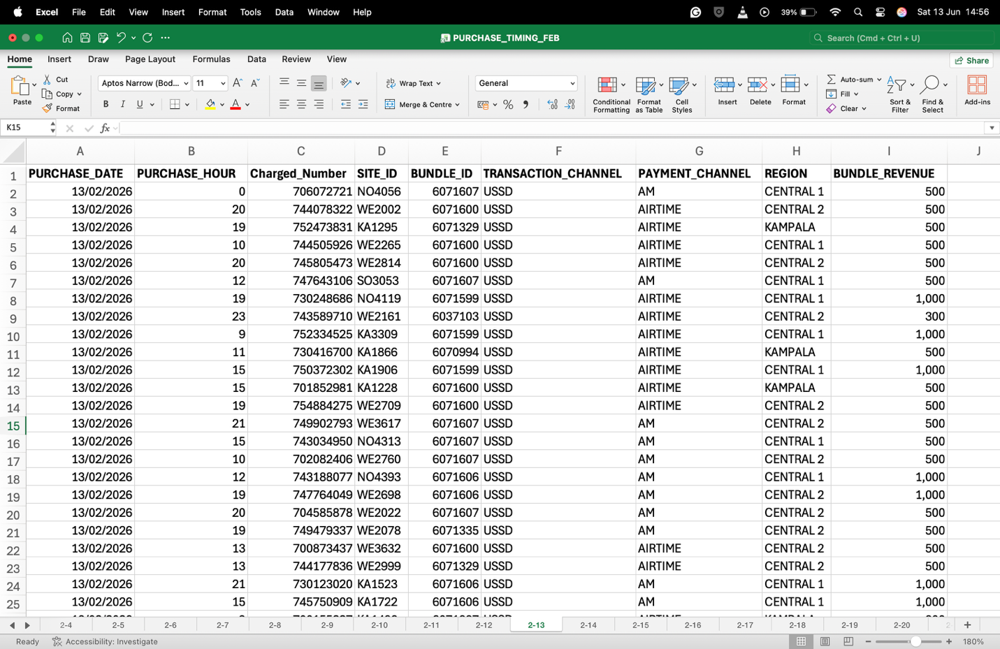 Excel File Edit View Insert Format Tools Data Window Help 39% Sat 13 Jun 14:56
PURCHASE_TIMING_FEB Search (Cmd + Ctrl + U)
Home Insert Draw Page Layout Formulas Data Review View Share
Paste Cut Copy Format
Aptos Narrow (Bod... 11 A A
B I U A
ab Wrap Text
Merge & Centre
General
% 9 .00 .00
Conditional Formatting
Format as Table
Cell Styles
Insert Delete Format
Auto-sum Fill Clear
Sort & Filter
Find & Select
Add-ins
K15 fx
A B C D E F G H I J
1 PURCHASE_DATE PURCHASE_HOUR Charged_Number SITE_ID BUNDLE_ID TRANSACTION_CHANNEL PAYMENT_CHANNEL REGION BUNDLE_REVENUE
2 13/02/2026 0 706072721 NO4056 6071607 USSD AM CENTRAL 1 500
3 13/02/2026 20 744078322 WE2002 6071600 USSD AIRTIME CENTRAL 2 500
4 13/02/2026 19 752473831 KA1295 6071329 USSD AIRTIME KAMPALA 500
5 13/02/2026 10 744505926 WE2265 6071600 USSD AIRTIME CENTRAL 1 500
6 13/02/2026 20 745805473 WE2814 6071600 USSD AIRTIME CENTRAL 2 500
7 13/02/2026 12 747643106 SO3053 6071607 USSD AM CENTRAL 1 500
8 13/02/2026 19 730248686 NO4119 6071599 USSD AIRTIME CENTRAL 1 1,000
9 13/02/2026 23 743589710 WE2161 6037103 USSD AIRTIME CENTRAL 2 300
10 13/02/2026 9 752334525 KA3309 6071599 USSD AIRTIME CENTRAL 1 1,000
11 13/02/2026 11 730416700 KA1866 6070994 USSD AIRTIME KAMPALA 500
12 13/02/2026 15 750372302 KA1906 6071599 USSD AIRTIME CENTRAL 1 1,000
13 13/02/2026 15 701852981 KA1228 6071600 USSD AIRTIME KAMPALA 500
14 13/02/2026 19 754884275 WE2709 6071600 USSD AIRTIME CENTRAL 2 500
15 13/02/2026 21 749902793 WE3617 6071607 USSD AM CENTRAL 2 500
16 13/02/2026 15 743034950 NO4313 6071607 USSD AM CENTRAL 1 500
17 13/02/2026 10 702082406 WE2760 6071607 USSD AM CENTRAL 2 500
18 13/02/2026 12 743188077 NO4393 6071606 USSD AM CENTRAL 1 1,000
19 13/02/2026 19 747764049 WE2698 6071606 USSD AM CENTRAL 2 1,000
20 13/02/2026 20 704585878 WE2022 6071607 USSD AM CENTRAL 2 500
21 13/02/2026 19 749479337 WE2078 6071335 USSD AM CENTRAL 2 500
22 13/02/2026 13 700873437 WE3632 6071600 USSD AIRTIME CENTRAL 2 500
23 13/02/2026 13 744177836 WE2999 6071329 USSD AIRTIME CENTRAL 2 500
24 13/02/2026 21 730123020 KA1523 6071606 USSD AM CENTRAL 1 1,000
25 13/02/2026 15 745750909 KA1722 6071606 USSD AM CENTRAL 1 1,000
2-4 2-5 2-6 2-7 2-8 2-9 2-10 2-11 2-12 2-13 2-14 2-15 2-16 2-17 2-18 2-19 2-20 +
Ready Accessibility: Investigate − + 180%